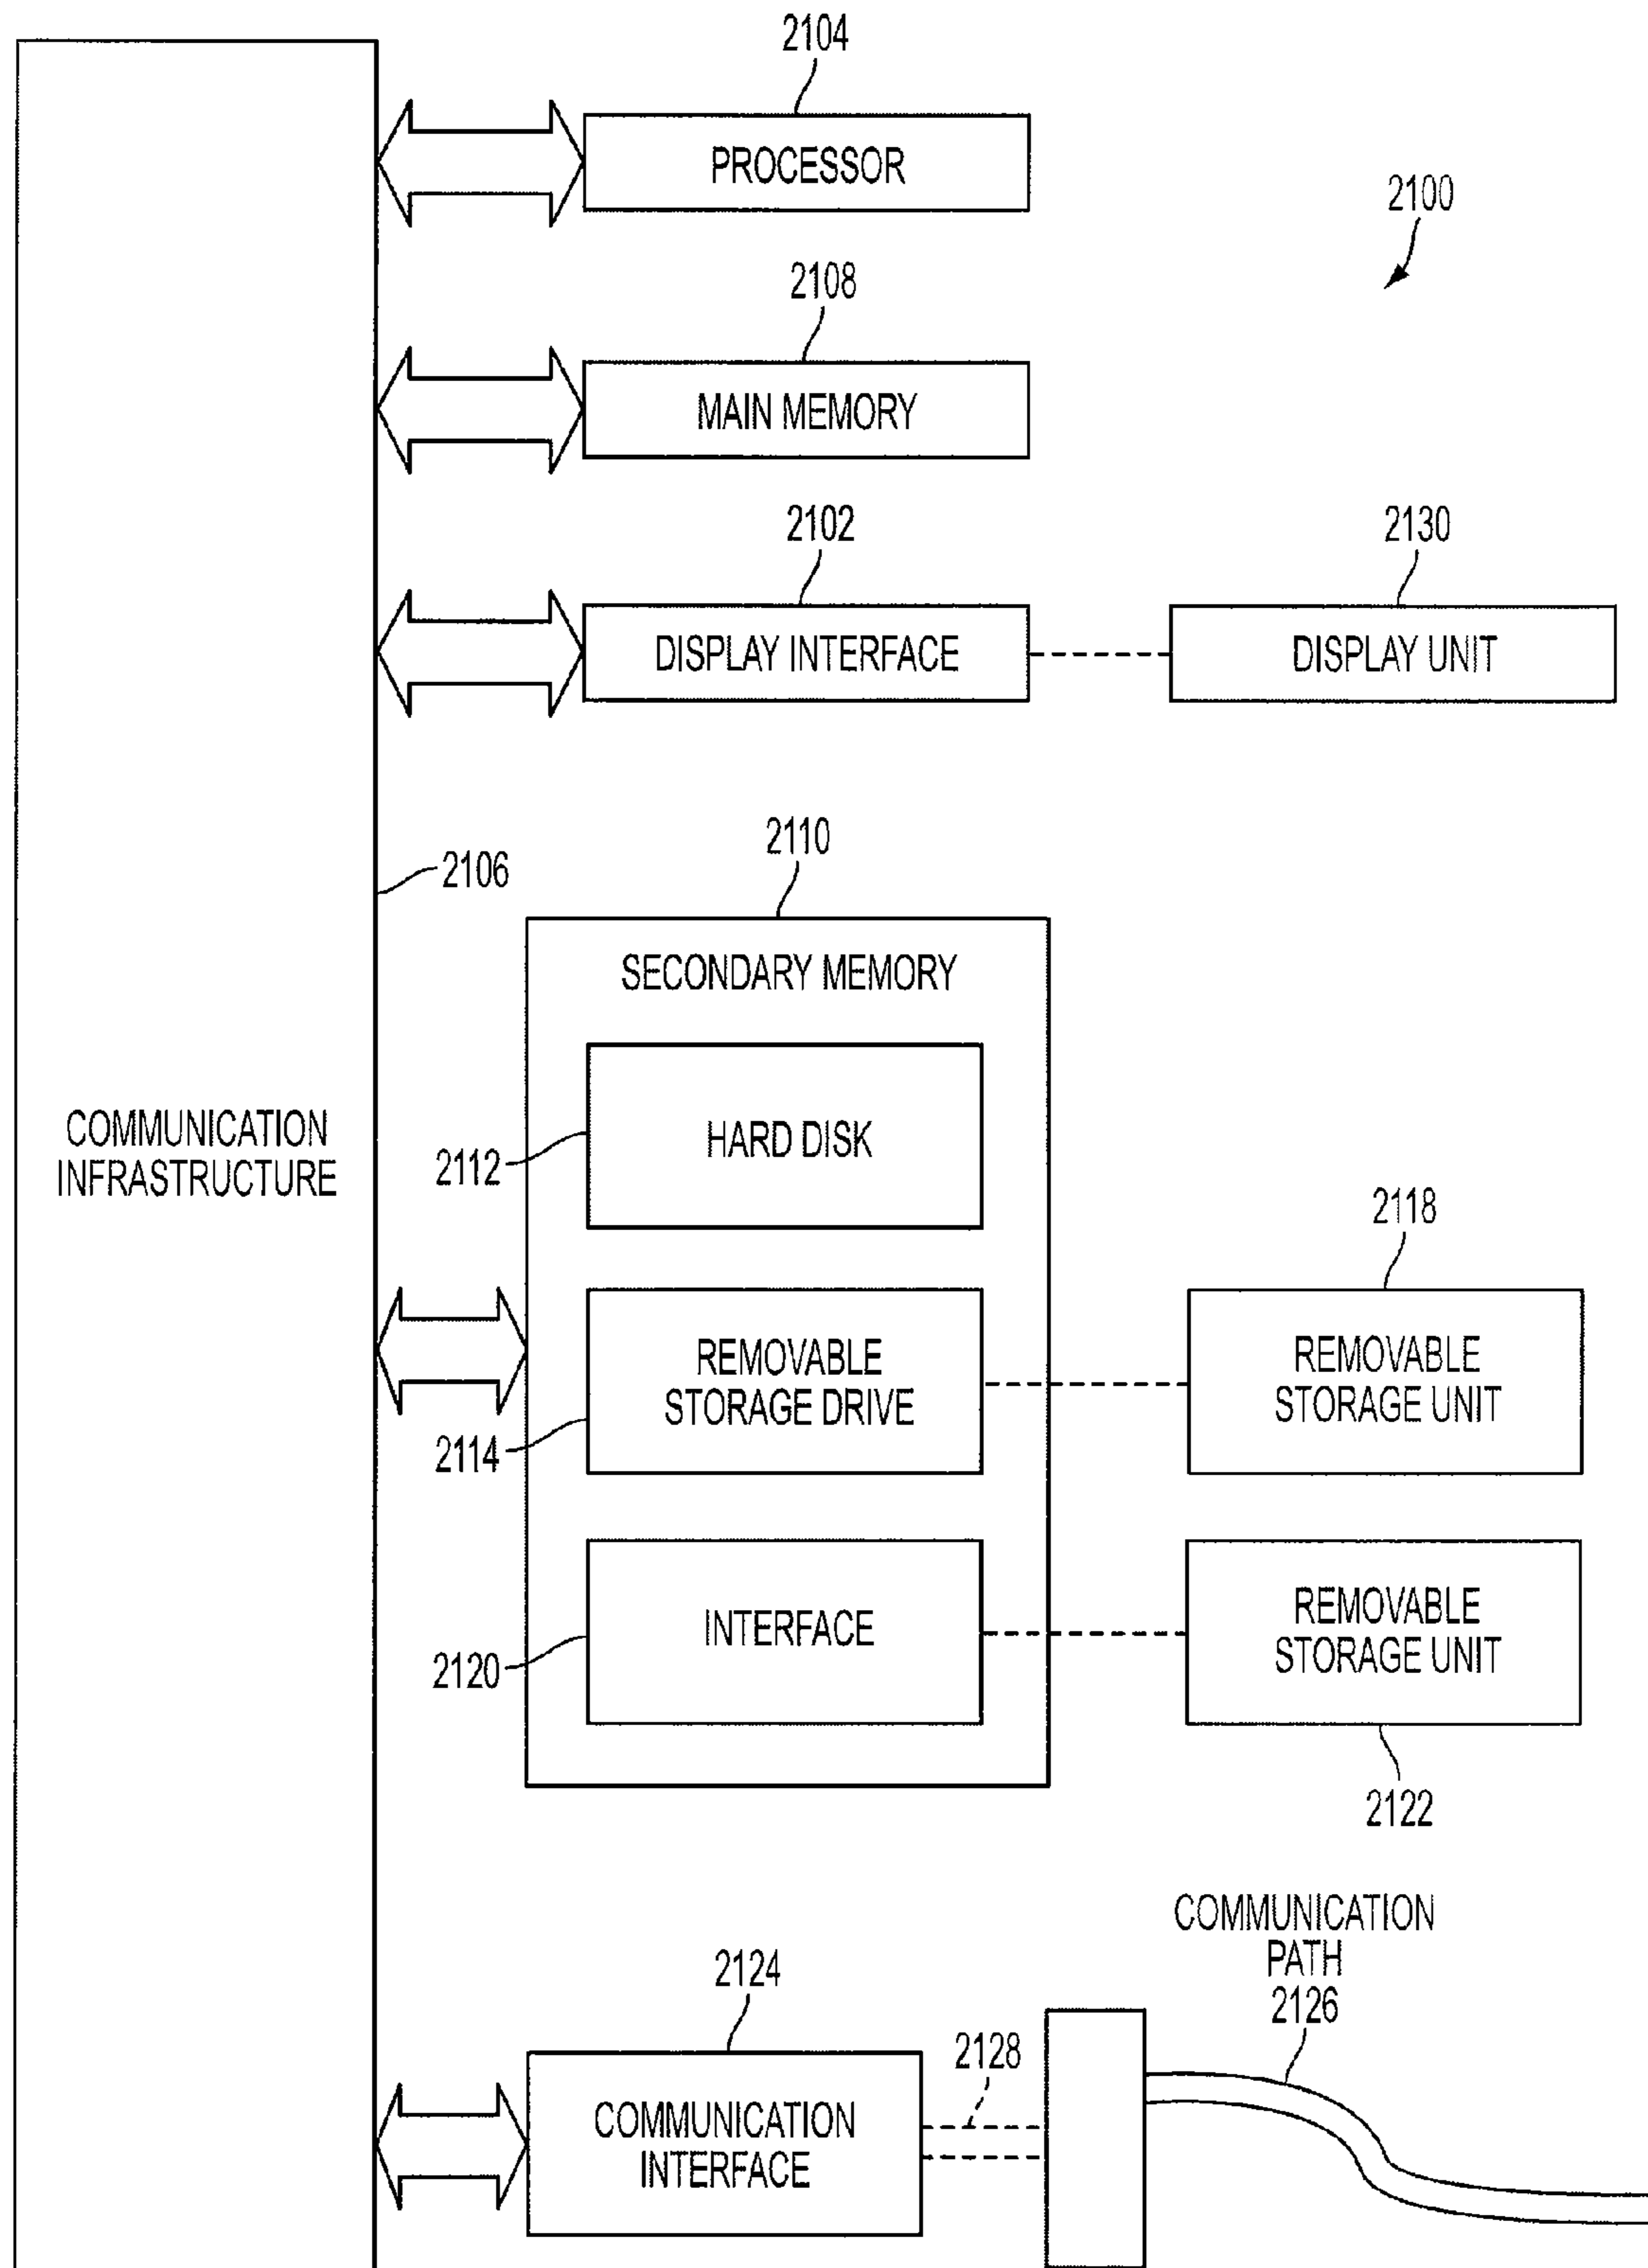 2104
PROCESSOR
2100
2108
MAIN MEMORY
2102
DISPLAY INTERFACE
2130
DISPLAY UNIT
2106
2110
SECONDARY MEMORY
COMMUNICATION
INFRASTRUCTURE
2112
HARD DISK
2114
REMOVABLE
STORAGE DRIVE
2118
REMOVABLE
STORAGE UNIT
2120
INTERFACE
REMOVABLE
STORAGE UNIT
2122
2124
COMMUNICATION
INTERFACE
2128
COMMUNICATION
PATH
2126